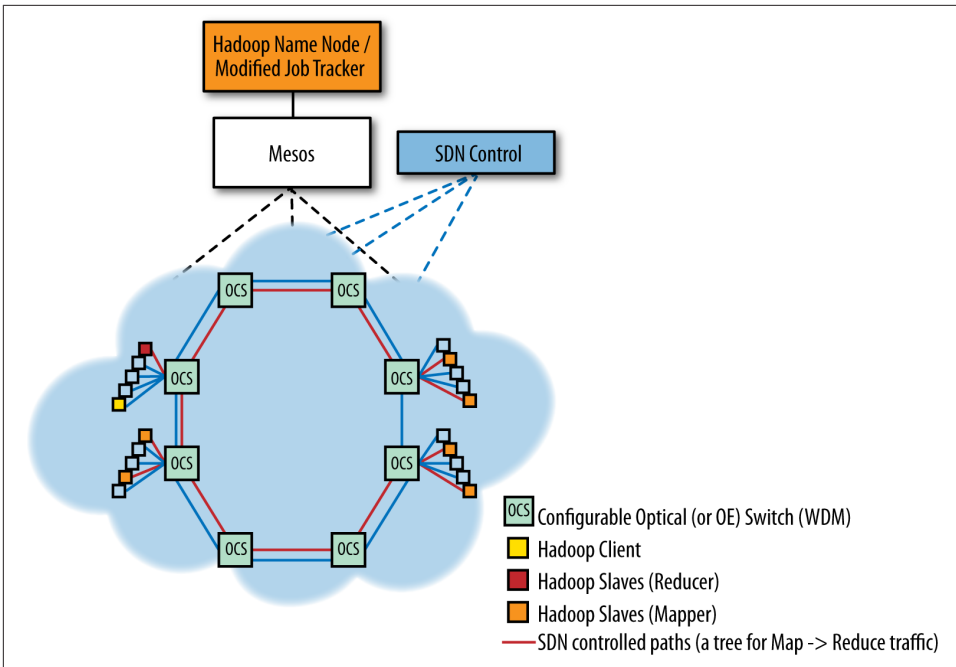 Hadoop Name Node /
Modified Job Tracker
Mesos
SDN Control
OCS
OCS
OCS
OCS
OCS
OCS
OCS
OCS
OCS Configurable Optical (or OE) Switch (WDM)
Hadoop Client
Hadoop Slaves (Reducer)
Hadoop Slaves (Mapper)
SDN controlled paths (a tree for Map -> Reduce traffic)